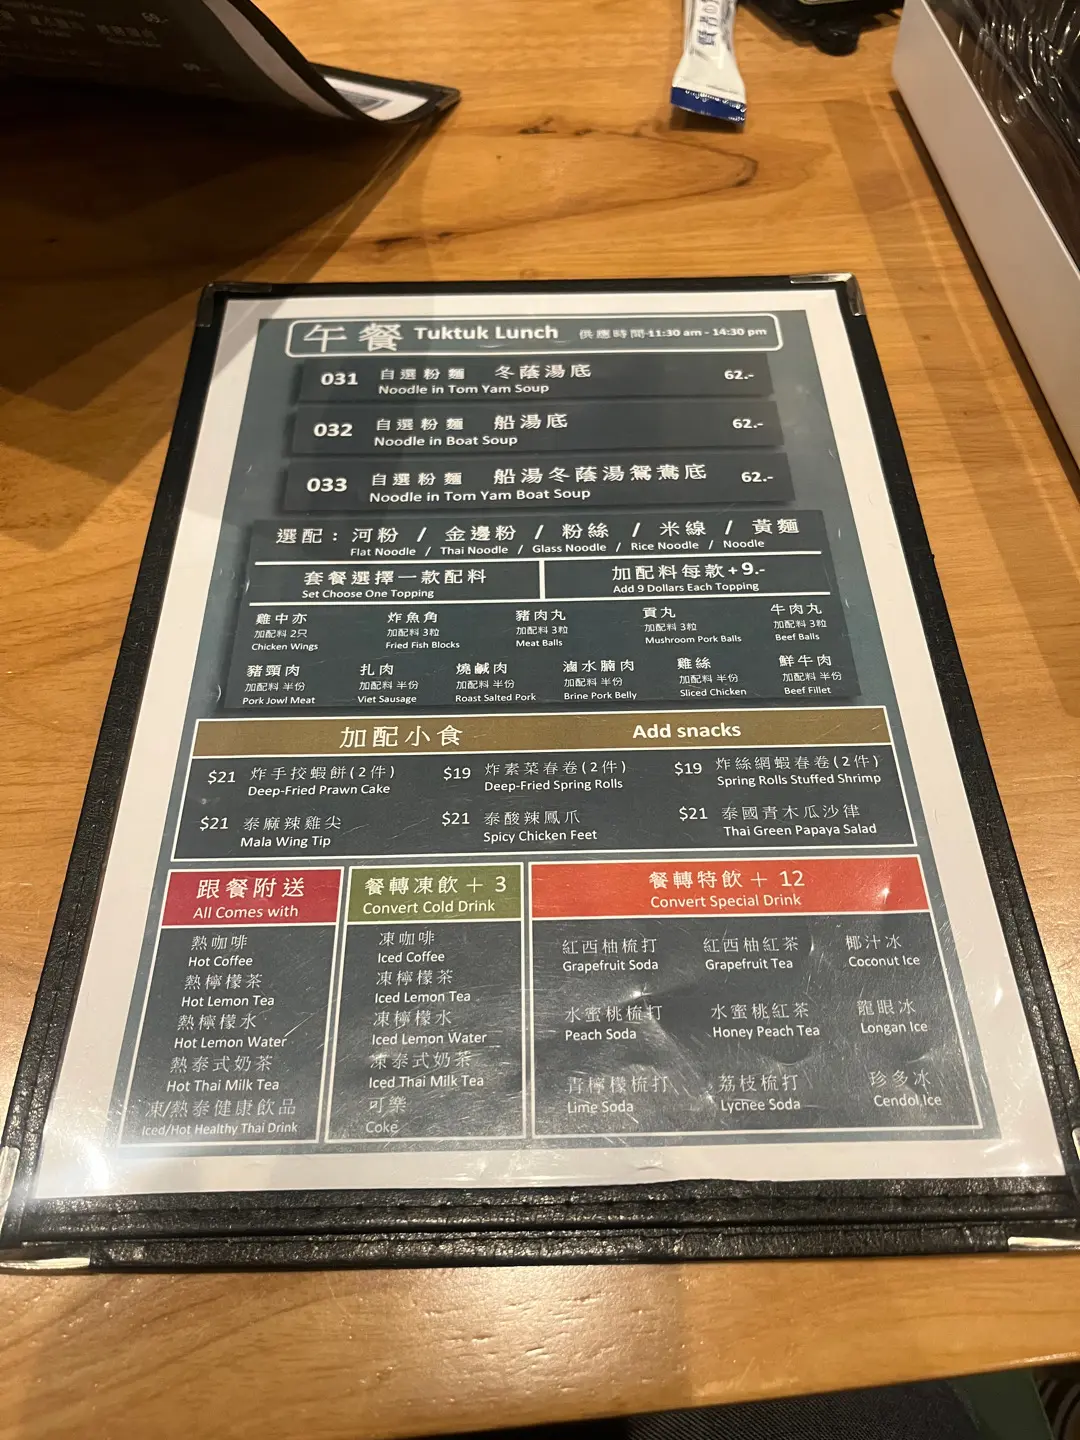 午餐 Tuktuk Lunch 供應時間-11:30 am - 14:30 pm
031 自選粉麵 冬蔭湯底 62.-
Noodle in Tom Yam Soup
032 自選粉麵 船湯底 62.-
Noodle in Boat Soup
033 自選粉麵 船湯冬蔭湯鴛鴦底 62.-
Noodle in Tom Yam Boat Soup
選配：河粉 / 金邊粉 / 粉絲 / 米線 / 黃麵
Flat Noodle / Thai Noodle / Glass Noodle / Rice Noodle / Noodle
套餐選擇一款配料
Set Choose One Topping
加配料每款+9.-
Add 9 Dollars Each Topping
雞中亦
加配料 2只
Chicken Wings
炸魚角
加配料 3粒
Fried Fish Blocks
豬肉丸
加配料 3粒
Meat Balls
貢丸
加配料 3粒
Mushroom Pork Balls
牛肉丸
加配料 3粒
Beef Balls
豬頸肉
加配料 半份
Pork Jowl Meat
扎肉
加配料 半份
Viet Sausage
燒鹹肉
加配料 半份
Roast Salted Pork
滷水腩肉
加配料 半份
Brine Pork Belly
雞絲
加配料 半份
Sliced Chicken
鮮牛肉
加配料 半份
Beef Fillet
加配小食 Add snacks
$21 炸手挍蝦餅(2件)
Deep-Fried Prawn Cake
$19 炸素菜春卷(2件)
Deep-Fried Spring Rolls
$19 炸絲網蝦春卷(2件)
Spring Rolls Stuffed Shrimp
$21 泰麻辣雞尖
Mala Wing Tip
$21 泰酸辣鳳爪
Spicy Chicken Feet
$21 泰國青木瓜沙律
Thai Green Papaya Salad
跟餐附送
All Comes with
熱咖啡
Hot Coffee
熱檸檬茶
Hot Lemon Tea
熱檸檬水
Hot Lemon Water
熱泰式奶茶
Hot Thai Milk Tea
凍/熱泰健康飲品
Iced/Hot Healthy Thai Drink
餐轉凍飲＋3
Convert Cold Drink
凍咖啡
Iced Coffee
凍檸檬茶
Iced Lemon Tea
凍檸檬水
Iced Lemon Water
凍泰式奶茶
Iced Thai Milk Tea
可樂
Coke
餐轉特飲＋12
Convert Special Drink
紅西柚梳打
Grapefruit Soda
紅西柚紅茶
Grapefruit Tea
椰汁冰
Coconut Ice
水蜜桃梳打
Peach Soda
水蜜桃紅茶
Honey Peach Tea
龍眼冰
Longan Ice
青檸檬梳打
Lime Soda
荔枝梳打
Lychee Soda
珍多冰
Cendol Ice